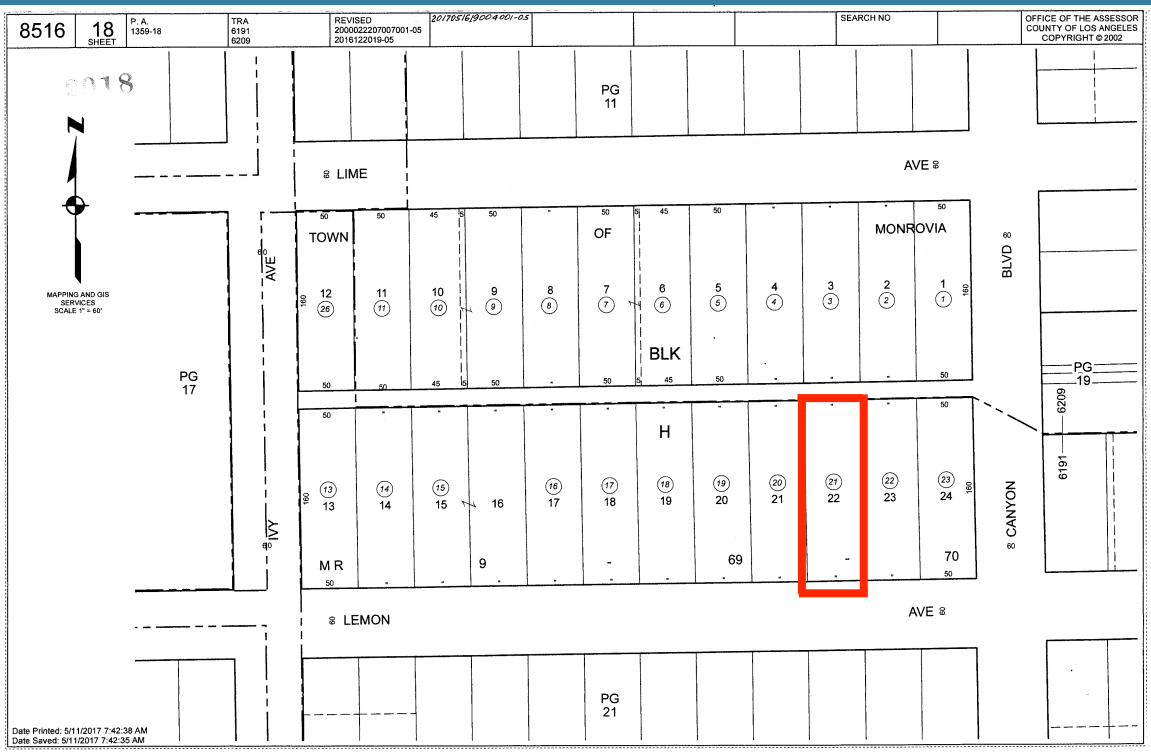 8516
18
SHEET
P. A.
1359-18
TRA
6191
6209
REVISED
2000022207007001-05
2016122019-05
2017051619004001-05
SEARCH NO
OFFICE OF THE ASSESSOR
COUNTY OF LOS ANGELES
COPYRIGHT © 2002
2018
PG
11
N
60 LIME
AVE 60
50 50 45 5 50 - 50 5 45 50 - - - 50
TOWN OF MONROVIA
60
AVE
BLVD 60
MAPPING AND GIS
SERVICES
SCALE 1" = 60'
160
12 11 10 9 8 7 6 5 4 3 2 1
26 11 10 9 8 7 6 5 4 3 2 1
160
BLK
PG
17
PG
19
50 50 45 5 50 - 50 5 45 50 - - - 50
6209
6191
50 - - - - - - - - - 50
H
160
13 14 15 16 17 18 19 20 21 22 23
13 14 15 16 17 18 19 20 21 22 23 24
160
IVY
60
60 CANYON
M R 9 - 69 - 70
50 - - - - - - - - - 50
60 LEMON
AVE 60
PG
21
Date Printed: 5/11/2017 7:42:38 AM
Date Saved: 5/11/2017 7:42:35 AM